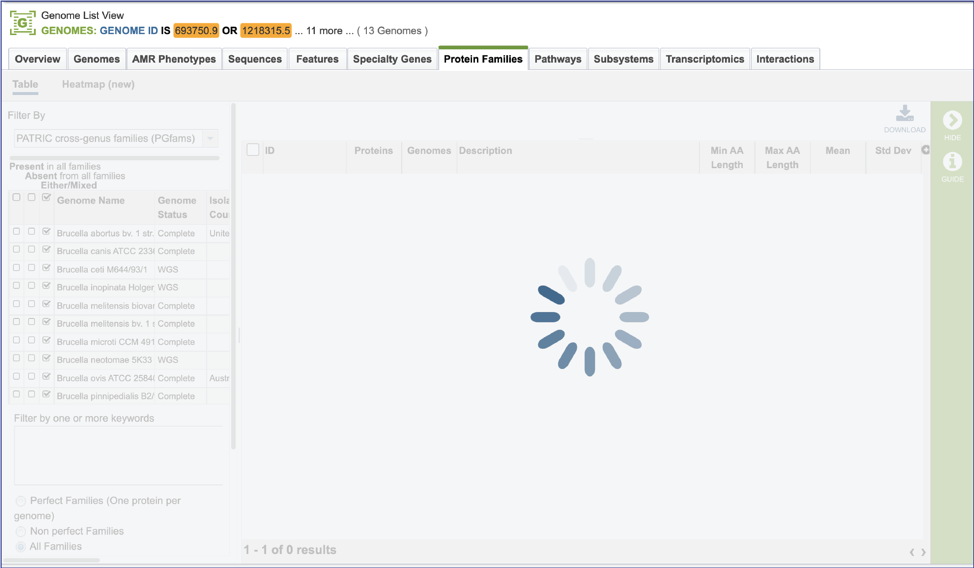 Genome List View
GENOMES: GENOME ID IS 693750.9 OR 1218315.5 ... 11 more ... ( 13 Genomes )
Overview Genomes AMR Phenotypes Sequences Features Specialty Genes Protein Families Pathways Subsystems Transcriptomics Interactions
Table Heatmap (new)
Filter By
PATRIC cross-genus families (PGfams)
Present in all families
Absent from all families
Either/Mixed
Genome Name Genome Status Isola Cou
Brucella abortus bv. 1 str. Complete Unite
Brucella canis ATCC 2336 Complete
Brucella ceti M644/93/1 WGS
Brucella inopinata Holger WGS
Brucella melitensis biovar Complete
Brucella melitensis bv. 1 s Complete
Brucella microti CCM 491 Complete
Brucella neotomae 5K33 WGS
Brucella ovis ATCC 25840 Complete Austr
Brucella pinnipedialis B2/ Complete
Filter by one or more keywords
Perfect Families (One protein per
genome)
Non perfect Families
All Families
DOWNLOAD
ID Proteins Genomes Description Min AA Length Max AA Length Mean Std Dev
1 - 1 of 0 results
HIDE
GUIDE